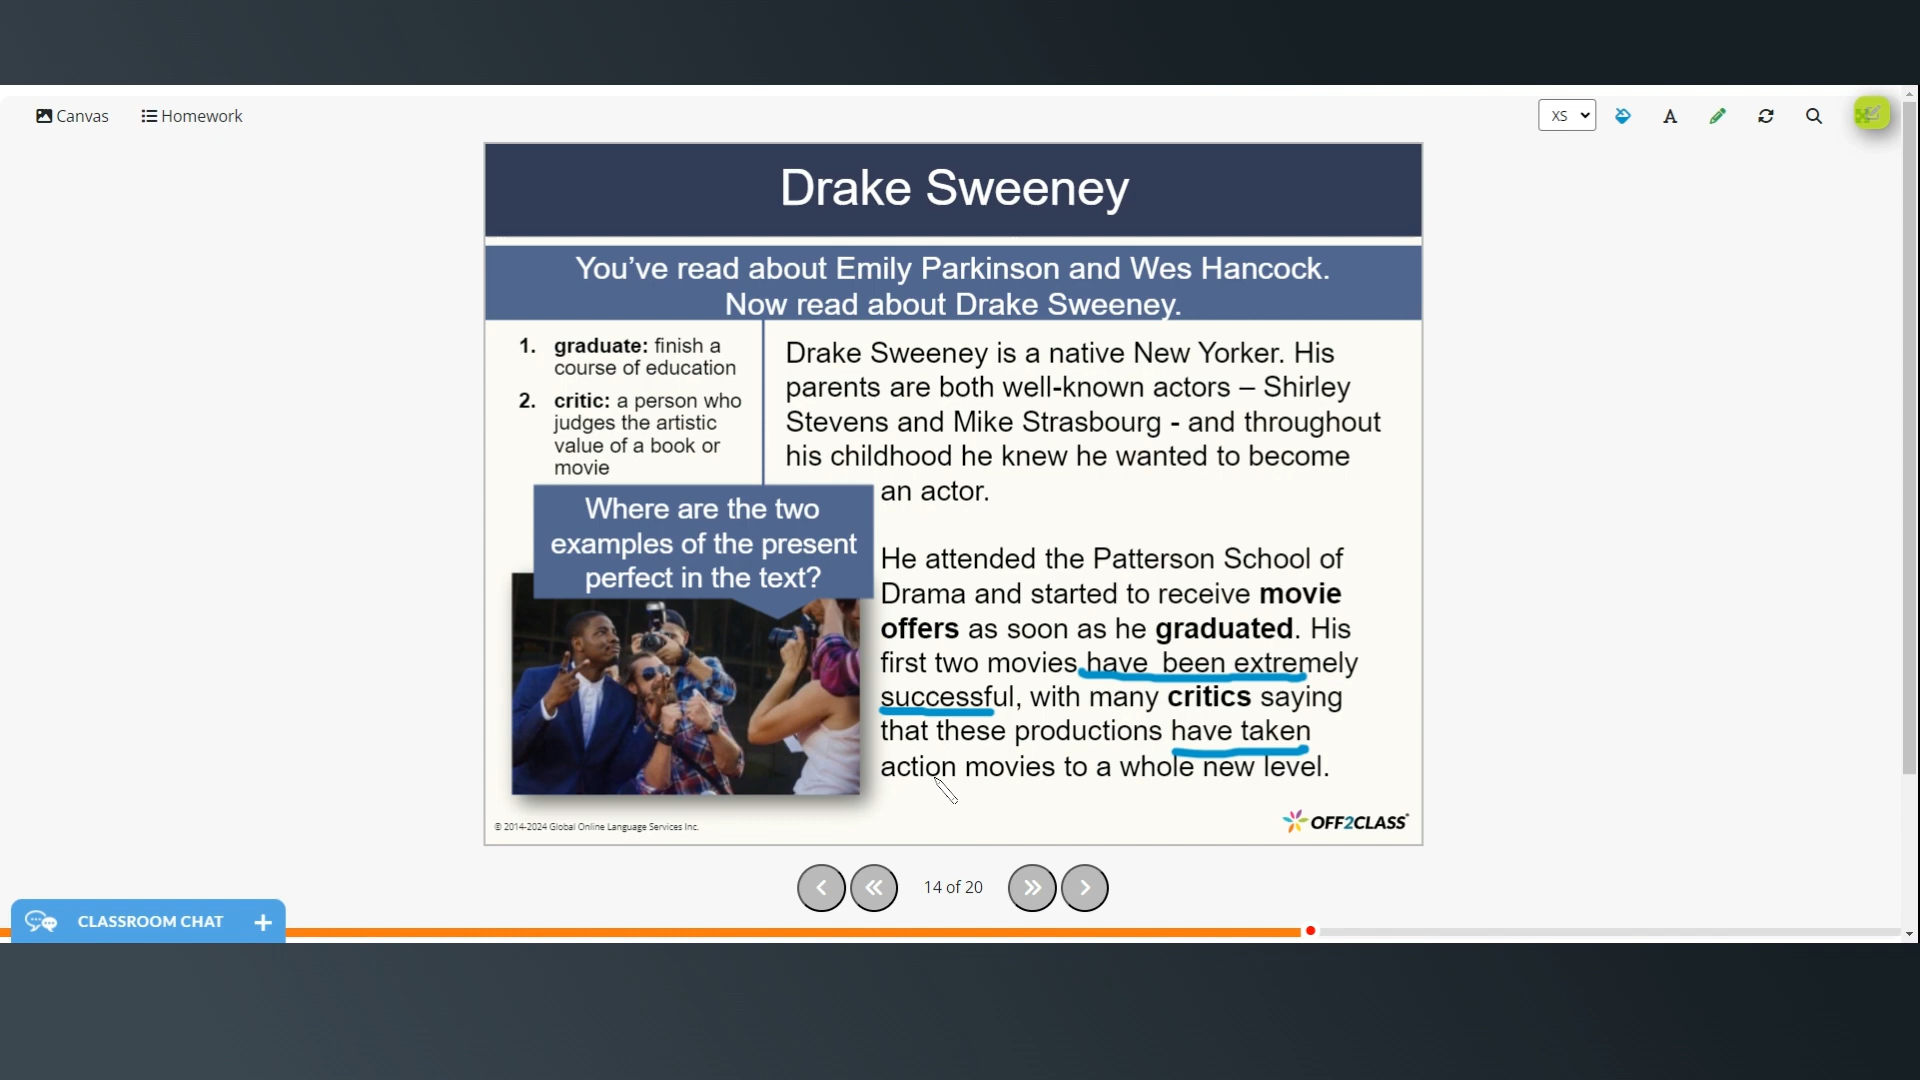 Canvas
Homework
XS
A
Drake Sweeney
You've read about Emily Parkinson and Wes Hancock.
Now read about Drake Sweeney.
1. graduate: finish a
course of education
2. critic: a person who
judges the artistic
value of a book or
movie
Where are the two
examples of the present
perfect in the text?
Drake Sweeney is a native New Yorker. His
parents are both well-known actors – Shirley
Stevens and Mike Strasbourg - and throughout
his childhood he knew he wanted to become
an actor.
He attended the Patterson School of
Drama and started to receive movie
offers as soon as he graduated. His
first two movies have been extremely
successful, with many critics saying
that these productions have taken
action movies to a whole new level.
© 2014-2024 Global Online Language Services Inc.
OFF2CLASS
14 of 20
CLASSROOM CHAT +